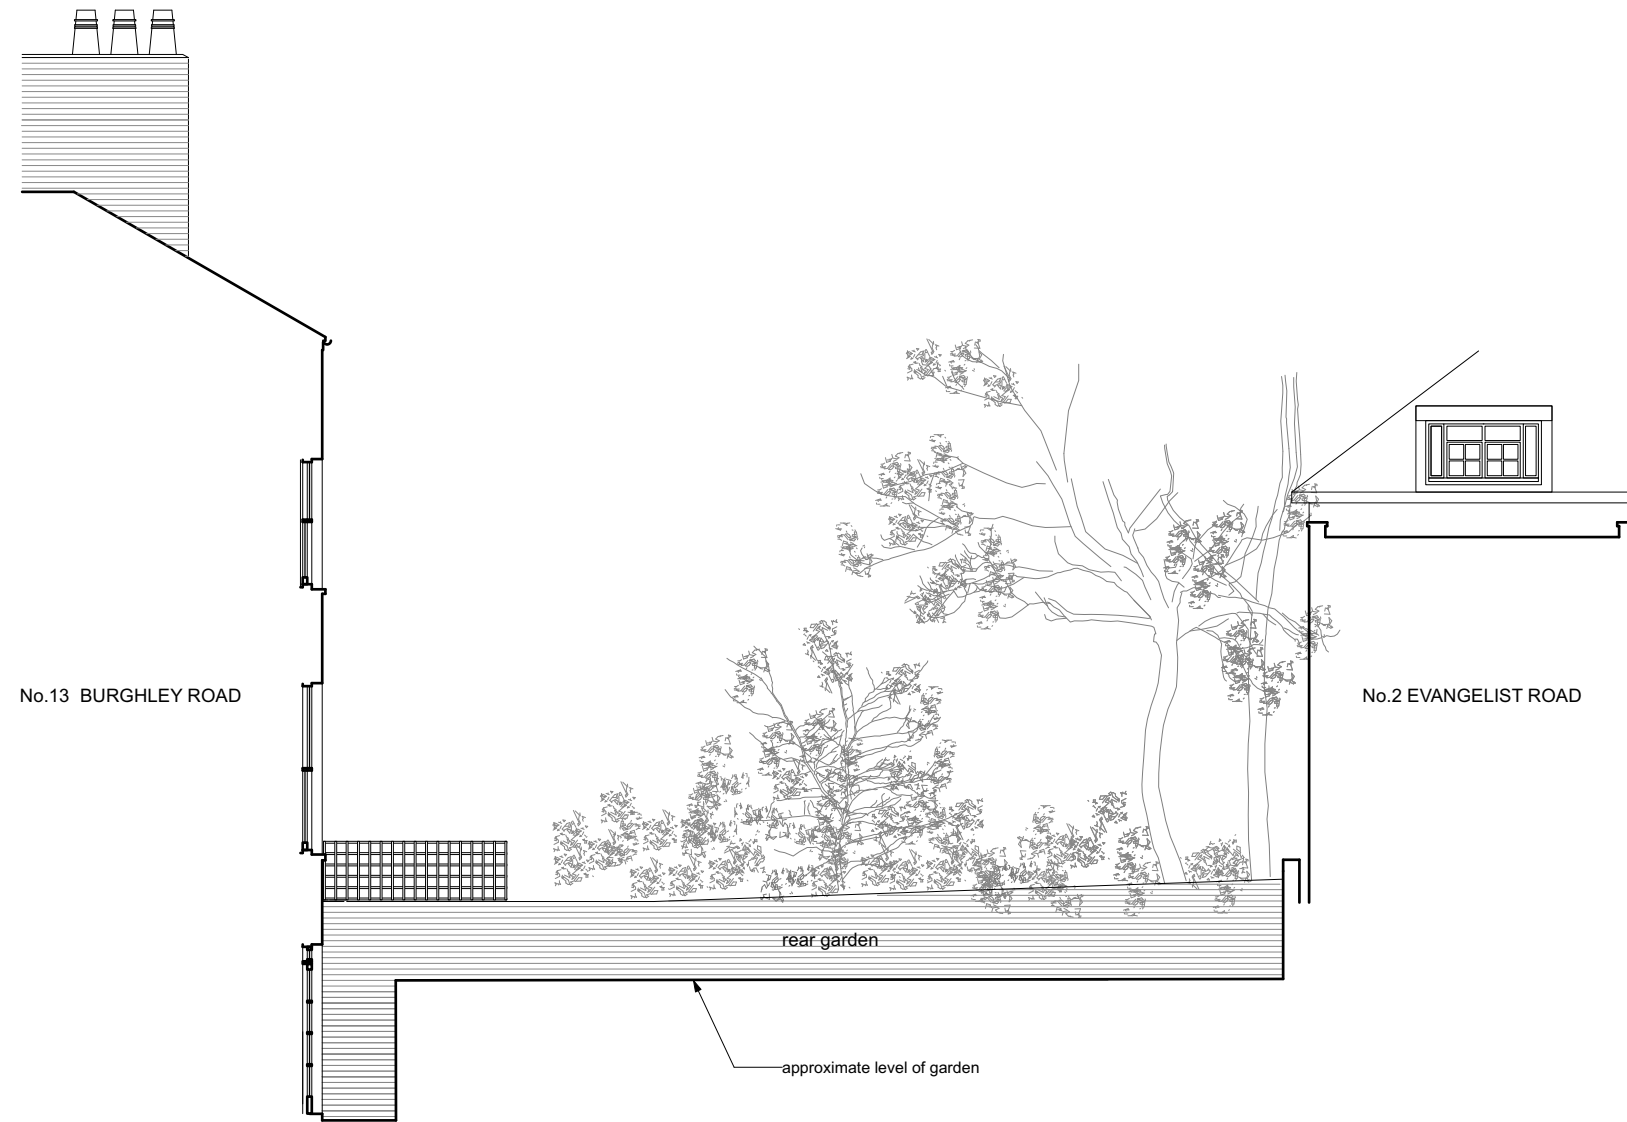 No.13 BURGHLEY ROAD
No.2 EVANGELIST ROAD
rear garden
approximate level of garden